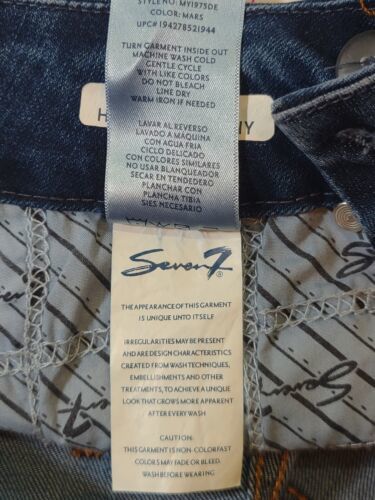 STYLE NO: MY1975DE
COLOR: MARS
UPC# 194278521944
TURN GARMENT INSIDE OUT
MACHINE WASH COLD
GENTLE CYCLE
WITH LIKE COLORS
DO NOT BLEACH
LINE DRY
WARM IRON IF NEEDED
LAVAR AL REVERSO
LAVADO A MAQUINA
CON AGUA FRIA
CICLO DELICADO
CON COLORES SIMILARES
NO USAR BLANQUEADOR
SECAR EN TENDEDERO
PLANCHAR CON
PLANCHA TIBIA
SIES NECESARIO
H
NY
Seven7®
THE APPEARANCE OF THIS GARMENT
IS UNIQUE UNTO ITSELF
IRREGULARITIES MAY BE PRESENT
AND ARE DESIGN CHARACTERISTICS
CREATED FROM WASH TECHNIQUES,
EMBELLISHMENTS AND OTHER
TREATMENTS, TO ACHIEVE A UNIQUE
LOOK THAT GROWS MORE APPARENT
AFTER EVERY WASH
CAUTION:
THIS GARMENT IS NON-COLORFAST
COLORS MAY FADE OR BLEED.
WASH BEFORE WEARING